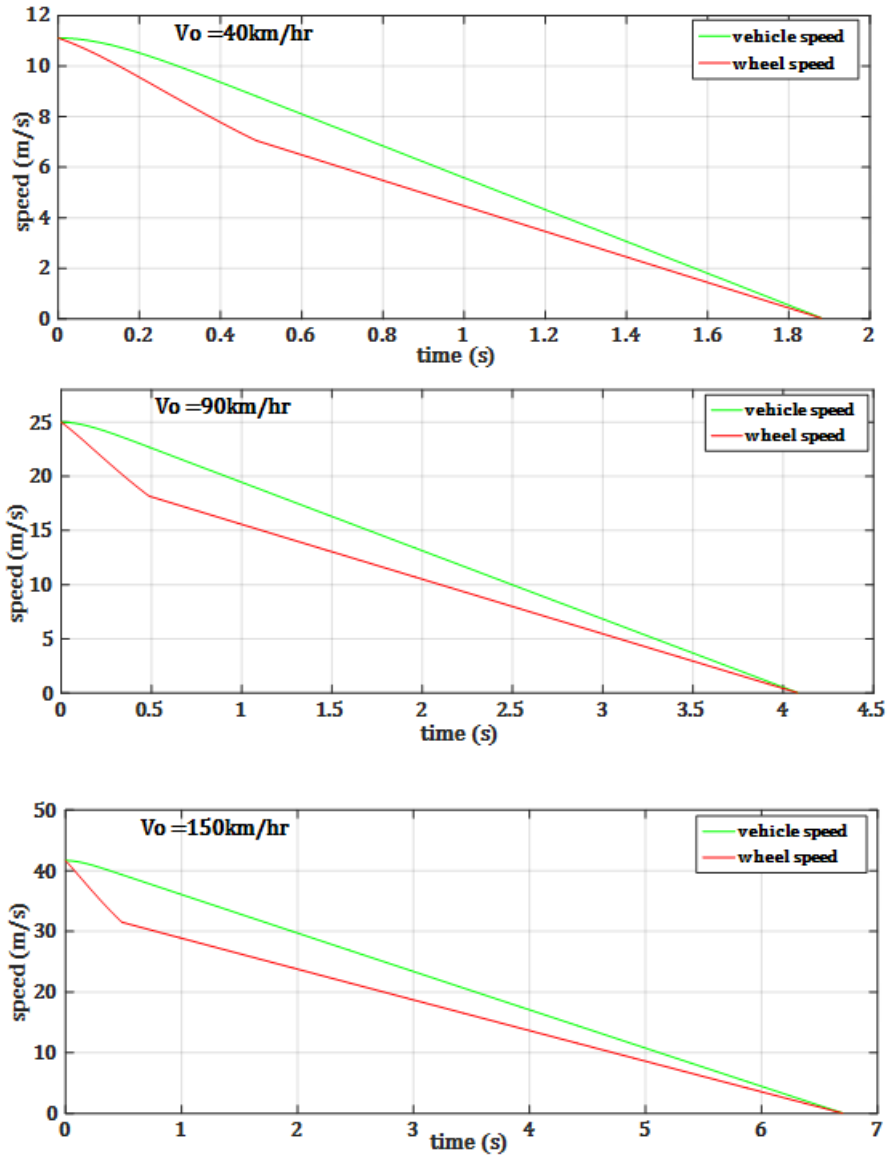 Vo =40km/hr
vehicle speed
wheel speed
speed (m/s)
12
10
8
6
4
2
0
0 0.2 0.4 0.6 0.8 1 1.2 1.4 1.6 1.8 2
time (s)
Vo =90km/hr
vehicle speed
wheel speed
speed (m/s)
25
20
15
10
5
0
0 0.5 1 1.5 2 2.5 3 3.5 4 4.5
time (s)
Vo =150km/hr
vehicle speed
wheel speed
speed (m/s)
50
40
30
20
10
0
0 1 2 3 4 5 6 7
time (s)